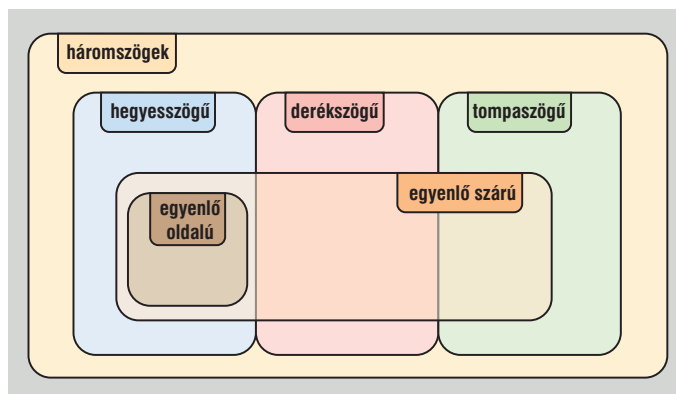 háromszögek
hegyesszögű
derékszögű
tompaszögű
egyenlő szárú
egyenlő
oldalú